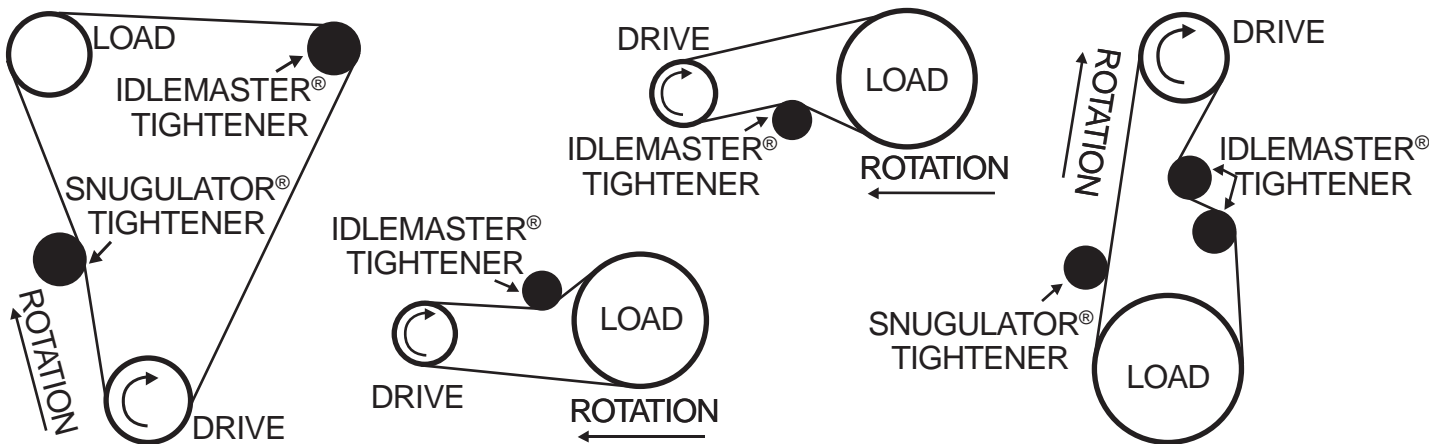 LOAD
IDLEMASTER®
TIGHTENER
SNUGULATOR®
TIGHTENER
ROTATION
DRIVE
IDLEMASTER®
TIGHTENER
LOAD
DRIVE
ROTATION
DRIVE
LOAD
IDLEMASTER®
TIGHTENER
ROTATION
DRIVE
ROTATION
IDLEMASTER®
TIGHTENER
SNUGULATOR®
TIGHTENER
LOAD